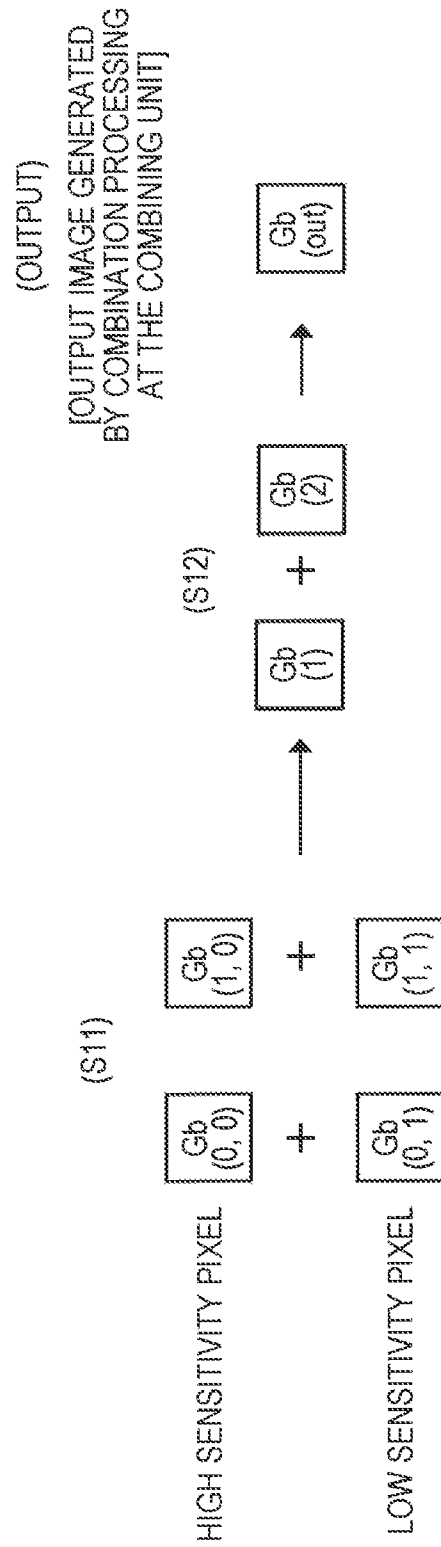 (S11)
HIGH SENSITIVITY PIXEL
Gb
(0, 0)
Gb
(1, 0)
+
+
LOW SENSITIVITY PIXEL
Gb
(0, 1)
Gb
(1, 1)
(S12)
Gb
(1)
+
Gb
(2)
(OUTPUT)
[OUTPUT IMAGE GENERATED
BY COMBINATION PROCESSING
AT THE COMBINING UNIT]
Gb
(out)